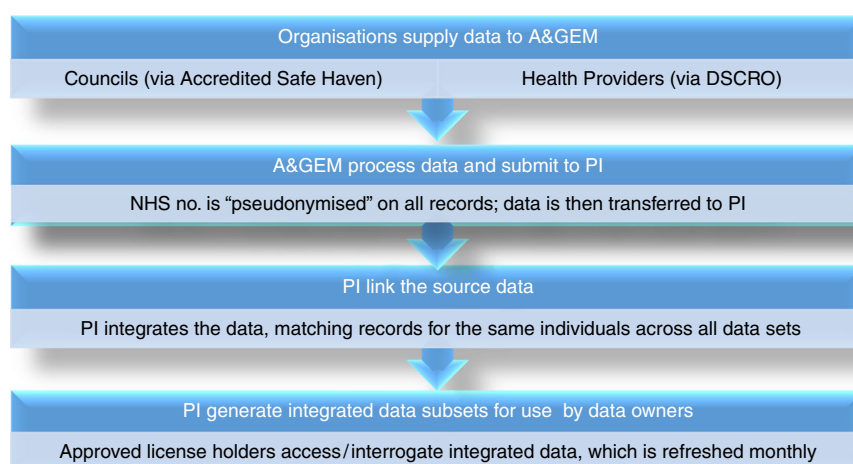 Organisations supply data to A&GEM
Councils (via Accredited Safe Haven)
Health Providers (via DSCRO)
A&GEM process data and submit to PI
NHS no. is “pseudonymised” on all records; data is then transferred to PI
PI link the source data
PI integrates the data, matching records for the same individuals across all data sets
PI generate integrated data subsets for use by data owners
Approved license holders access/interrogate integrated data, which is refreshed monthly